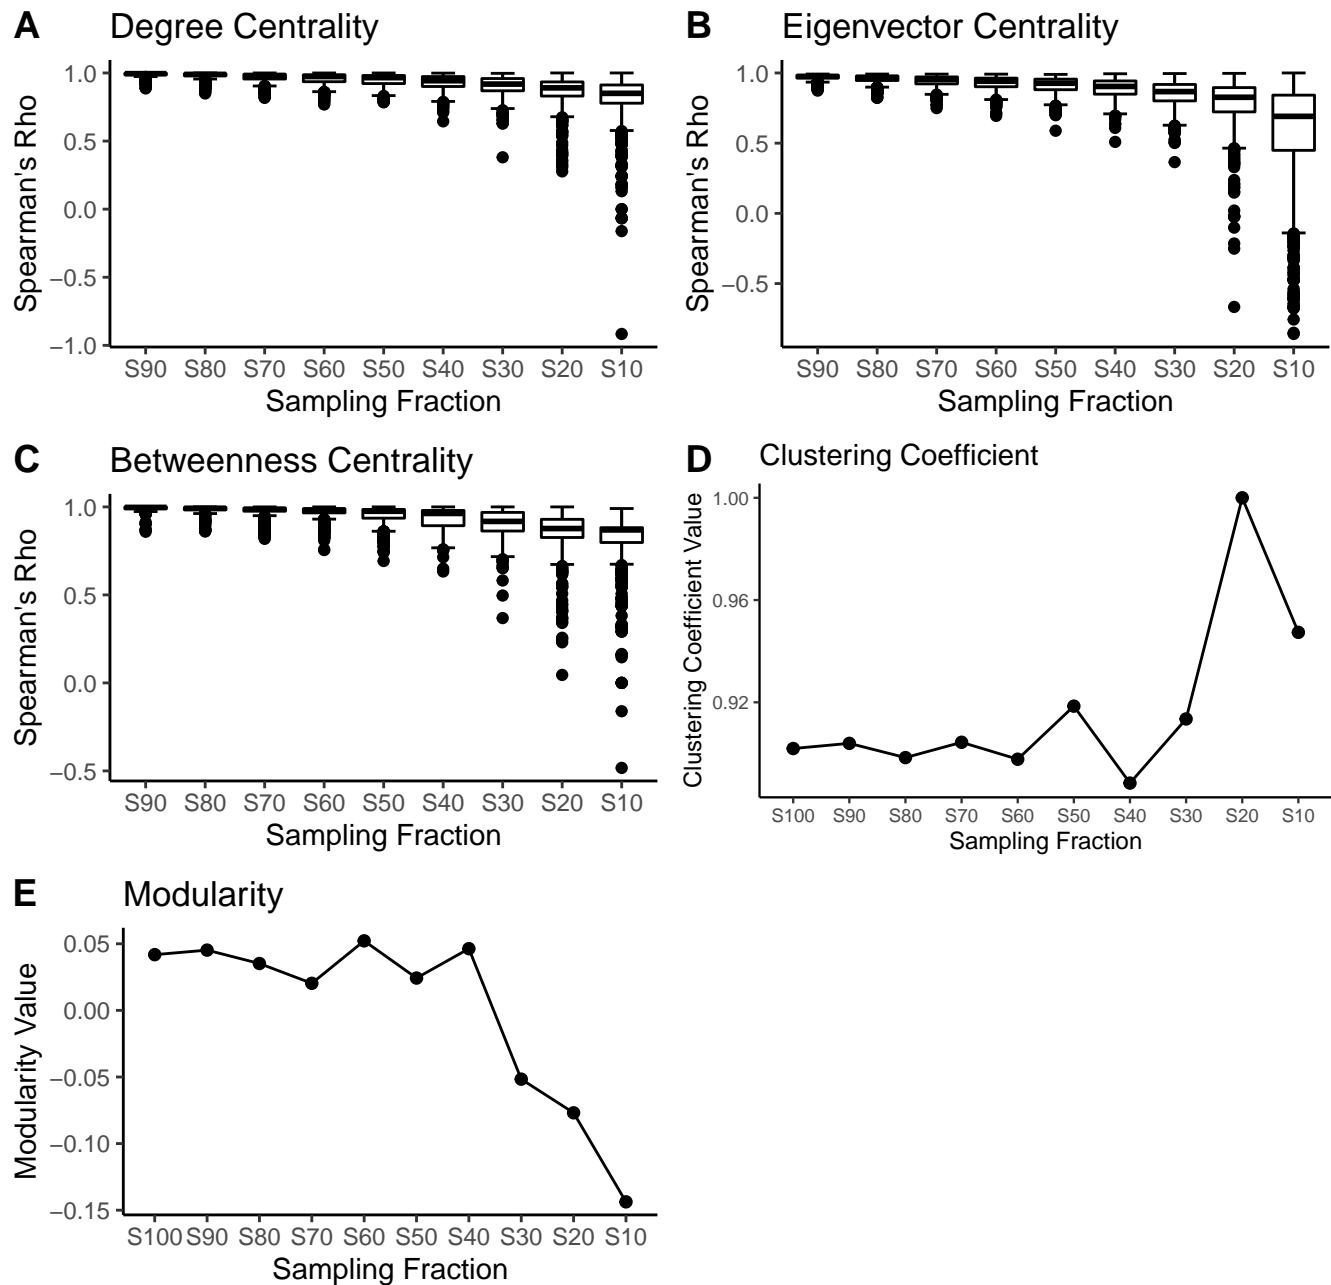 A Degree Centrality
Spearman's Rho
1.0
0.5
0.0
−0.5
−1.0
S90 S80 S70 S60 S50 S40 S30 S20 S10
Sampling Fraction
B Eigenvector Centrality
Spearman's Rho
1.0
0.5
0.0
−0.5
S90 S80 S70 S60 S50 S40 S30 S20 S10
Sampling Fraction
C Betweenness Centrality
Spearman's Rho
1.0
0.5
0.0
−0.5
S90 S80 S70 S60 S50 S40 S30 S20 S10
Sampling Fraction
D Clustering Coefficient
Clustering Coefficient Value
1.00
0.96
0.92
S100 S90 S80 S70 S60 S50 S40 S30 S20 S10
Sampling Fraction
E Modularity
Modularity Value
0.05
0.00
−0.05
−0.10
−0.15
S100 S90 S80 S70 S60 S50 S40 S30 S20 S10
Sampling Fraction